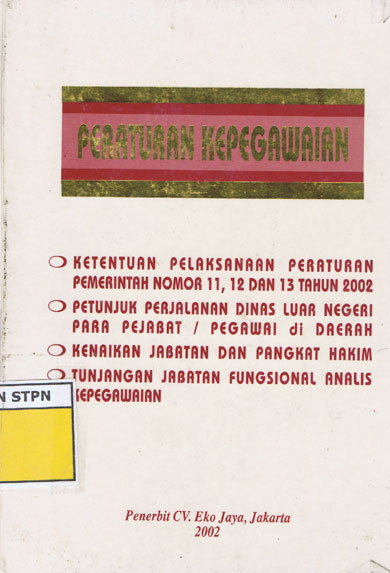 PERATURAN KEPEGAWAIAN
KETENTUAN PELAKSANAAN PERATURAN
PEMERINTAH NOMOR 11, 12 DAN 13 TAHUN 2002
PETUNJUK PERJALANAN DINAS LUAR NEGERI
PARA PEJABAT / PEGAWAI di DAERAH
KENAIKAN JABATAN DAN PANGKAT HAKIM
TUNJANGAN JABATAN FUNGSIONAL ANALIS
KEPEGAWAIAN
N STPN
Penerbit CV. Eko Jaya, Jakarta
2002